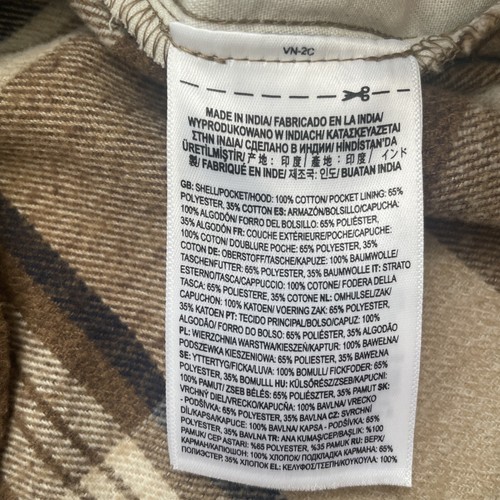 VN-2C
MADE IN INDIA/ FABRICADO EN LA INDIA/
WYPRODUKOWANO W INDIACH/ ΚΑΤΑΣΚΕΥΑΖΕΤΑΙ
ΣΤΗΝ ΙΝΔΙΑ/ СДЕЛАНО В ИНДИИ/ HİNDİSTAN'DA
ÜRETİLMİŞTİR/ 产地: 印度/ 產地: 印度/ インド
製/ FABRIQUÉ EN INDE/ 제조국: 인도/ BUATAN INDIA
GB: SHELL/POCKET/HOOD: 100% COTTON/ POCKET LINING: 65%
POLYESTER, 35% COTTON ES: ARMAZÓN/BOLSILLO/CAPUCHA:
100% ALGODÓN/ FORRO DEL BOLSILLO: 65% POLIÉSTER,
35% ALGODÓN FR: COUCHE EXTÉRIEURE/POCHE/CAPUCHE:
100% COTON/ DOUBLURE POCHE: 65% POLYESTER, 35%
COTON DE: OBERSTOFF/TASCHE/KAPUZE: 100% BAUMWOLLE/
TASCHENFUTTER: 65% POLYESTER, 35% BAUMWOLLE IT: STRATO
ESTERNO/TASCA/CAPPUCCIO: 100% COTONE/ FODERA DELLA
TASCA: 65% POLIESTERE, 35% COTONE NL: OMHULSEL/ZAK/
CAPUCHON: 100% KATOEN/ VOERING ZAK: 65% POLYESTER,
35% KATOEN PT: TECIDO PRINCIPAL/BOLSO/CAPUZ: 100%
ALGODÃO/ FORRO DO BOLSO: 65% POLIÉSTER, 35% ALGODÃO
PL: WIERZCHNIA WARSTWA/KIESZEŃ/KAPTUR: 100% BAWEŁNA/
PODSZEWKA KIESZENIOWA: 65% POLIESTER, 35% BAWEŁNA
SE: YTTERTYG/FICKA/LUVA: 100% BOMULL/ FICKFODER: 65%
POLYESTER, 35% BOMULLL HU: KÜLSŐRÉSZ/ZSEB/KAPUCNI:
100% PAMUT/ ZSEB BÉLÉS: 65% POLIÉSZTER, 35% PAMUT SK:
VRCHNÝ DIEL/VRECKO/KAPUCŇA: 100% BAVLNA/ VRECKO
- PODŠÍVKA: 65% POLYESTER, 35% BAVLNA CZ: SVRCHNÍ
DÍL/KAPSA/KAPUCE: 100% BAVLNA/ KAPSA - PODŠÍVKA: 65%
POLYESTER, 35% BAVLNA TR: ANA KUMAŞ/CEP/BAŞLIK: %100
PAMUK/ CEP ASTARI: %65 POLYESTER, %35 PAMUK RU: ВЕРХ/
КАРМАН/КАПЮШОН: 100% ХЛОПОК/ ПОДКЛАДКА КАРМАН: 65%
ПОЛИЭСТЕР, 35% ХЛОПОК EL: ΚΕΛΥΦΟΣ/ΤΣΕΠΗ/ΚΟΥΚΟΥΛΑ: 100%